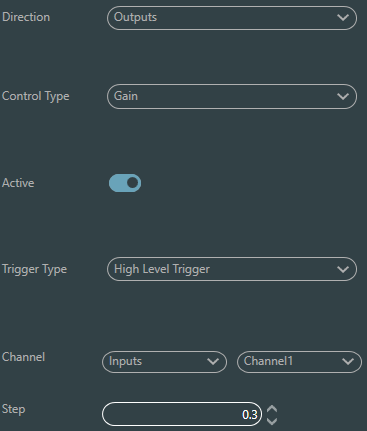 Direction Outputs
Control Type Gain
Active
Trigger Type High Level Trigger
Channel Inputs Channel1
Step 0.3